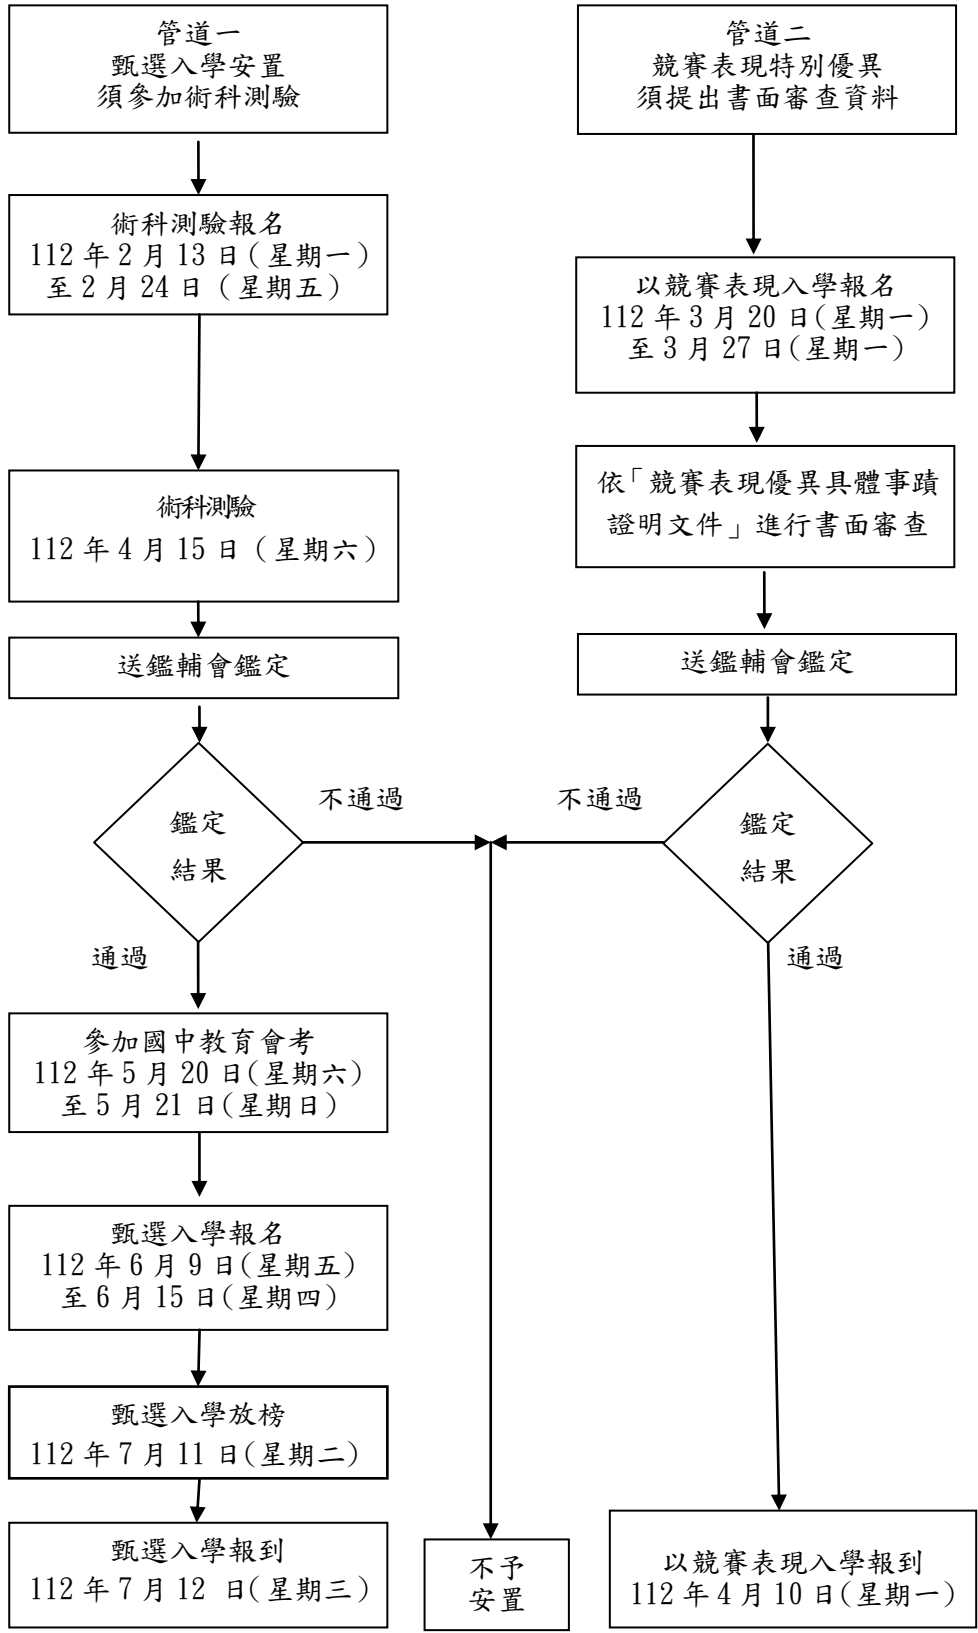 管道一
甄選入學安置
須參加術科測驗
術科測驗報名
112 年 2 月 13 日（星期一）
至 2 月 24 日（星期五）
術科測驗
112 年 4 月 15 日（星期六）
送鑑輔會鑑定
鑑定
結果
不通過
通過
參加國中教育會考
112 年 5 月 20 日(星期六)
至 5 月 21 日(星期日)
甄選入學報名
112 年 6 月 9 日(星期五)
至 6 月 15 日(星期四)
甄選入學放榜
112 年 7 月 11 日(星期二)
甄選入學報到
112 年 7 月 12 日(星期三)
管道二
競賽表現特別優異
須提出書面審查資料
以競賽表現入學報名
112 年 3 月 20 日(星期一)
至 3 月 27 日(星期一)
依「競賽表現優異具體事蹟
證明文件」進行書面審查
送鑑輔會鑑定
鑑定
結果
不通過
通過
不予
安置
以競賽表現入學報到
112 年 4 月 10 日(星期一)